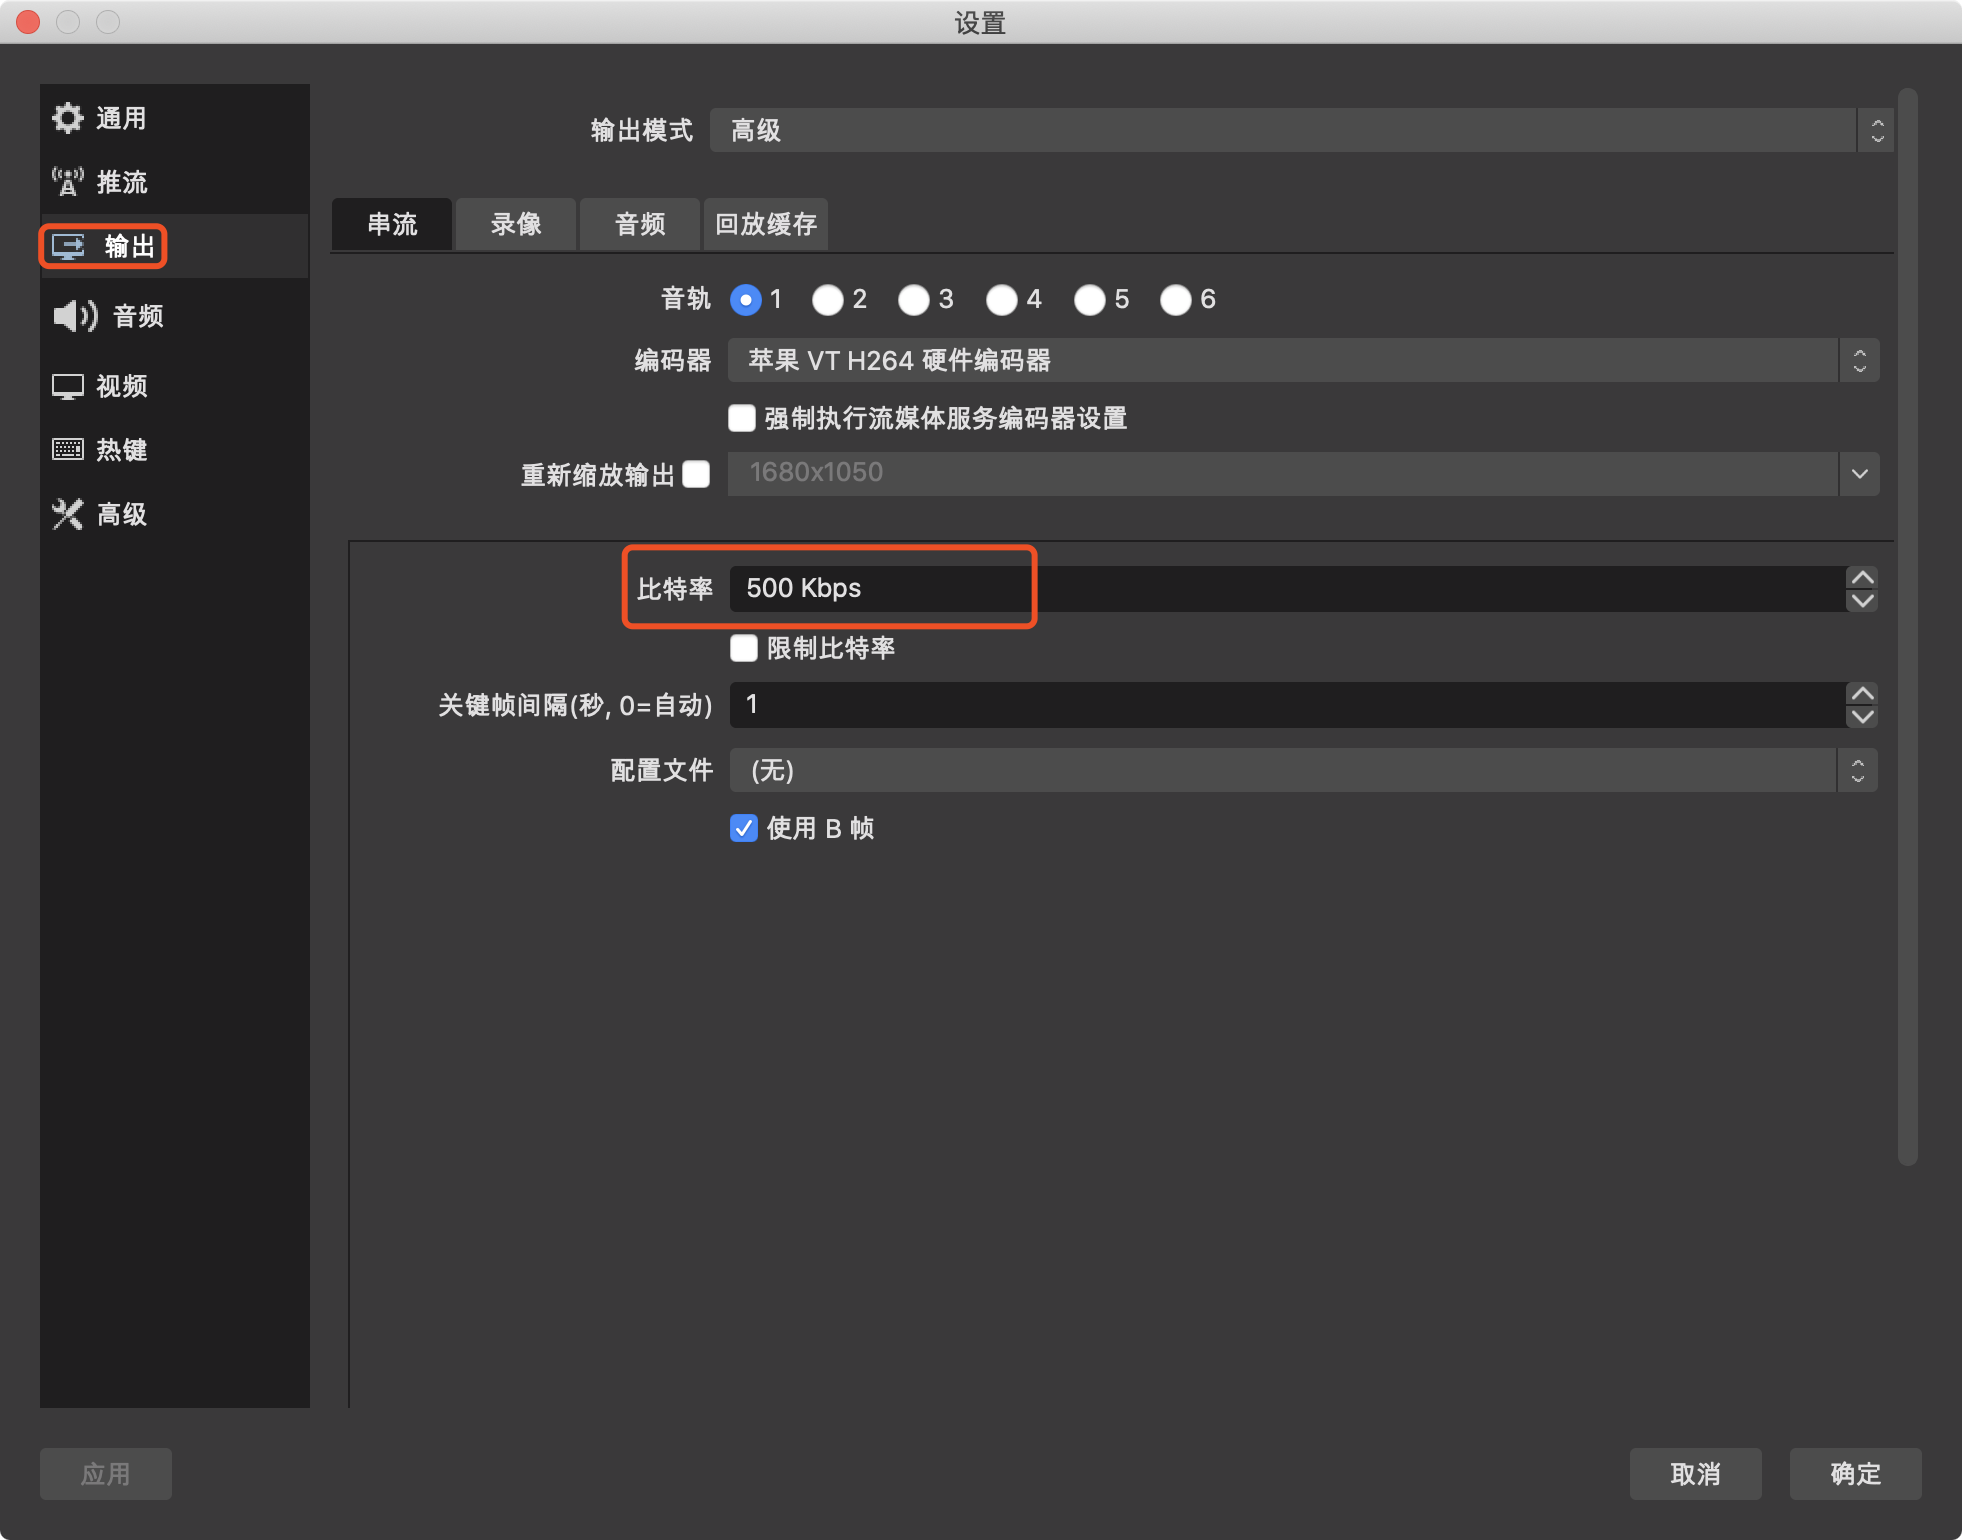 设置
通用
推流
输出
音频
视频
热键
高级
输出模式 高级
串流 录像 音频 回放缓存
音轨 1 2 3 4 5 6
编码器 苹果 VT H264 硬件编码器
强制执行流媒体服务编码器设置
重新缩放输出 1680x1050
比特率 500 Kbps
限制比特率
关键帧间隔(秒, 0=自动) 1
配置文件 (无)
使用 B 帧
应用 取消 确定